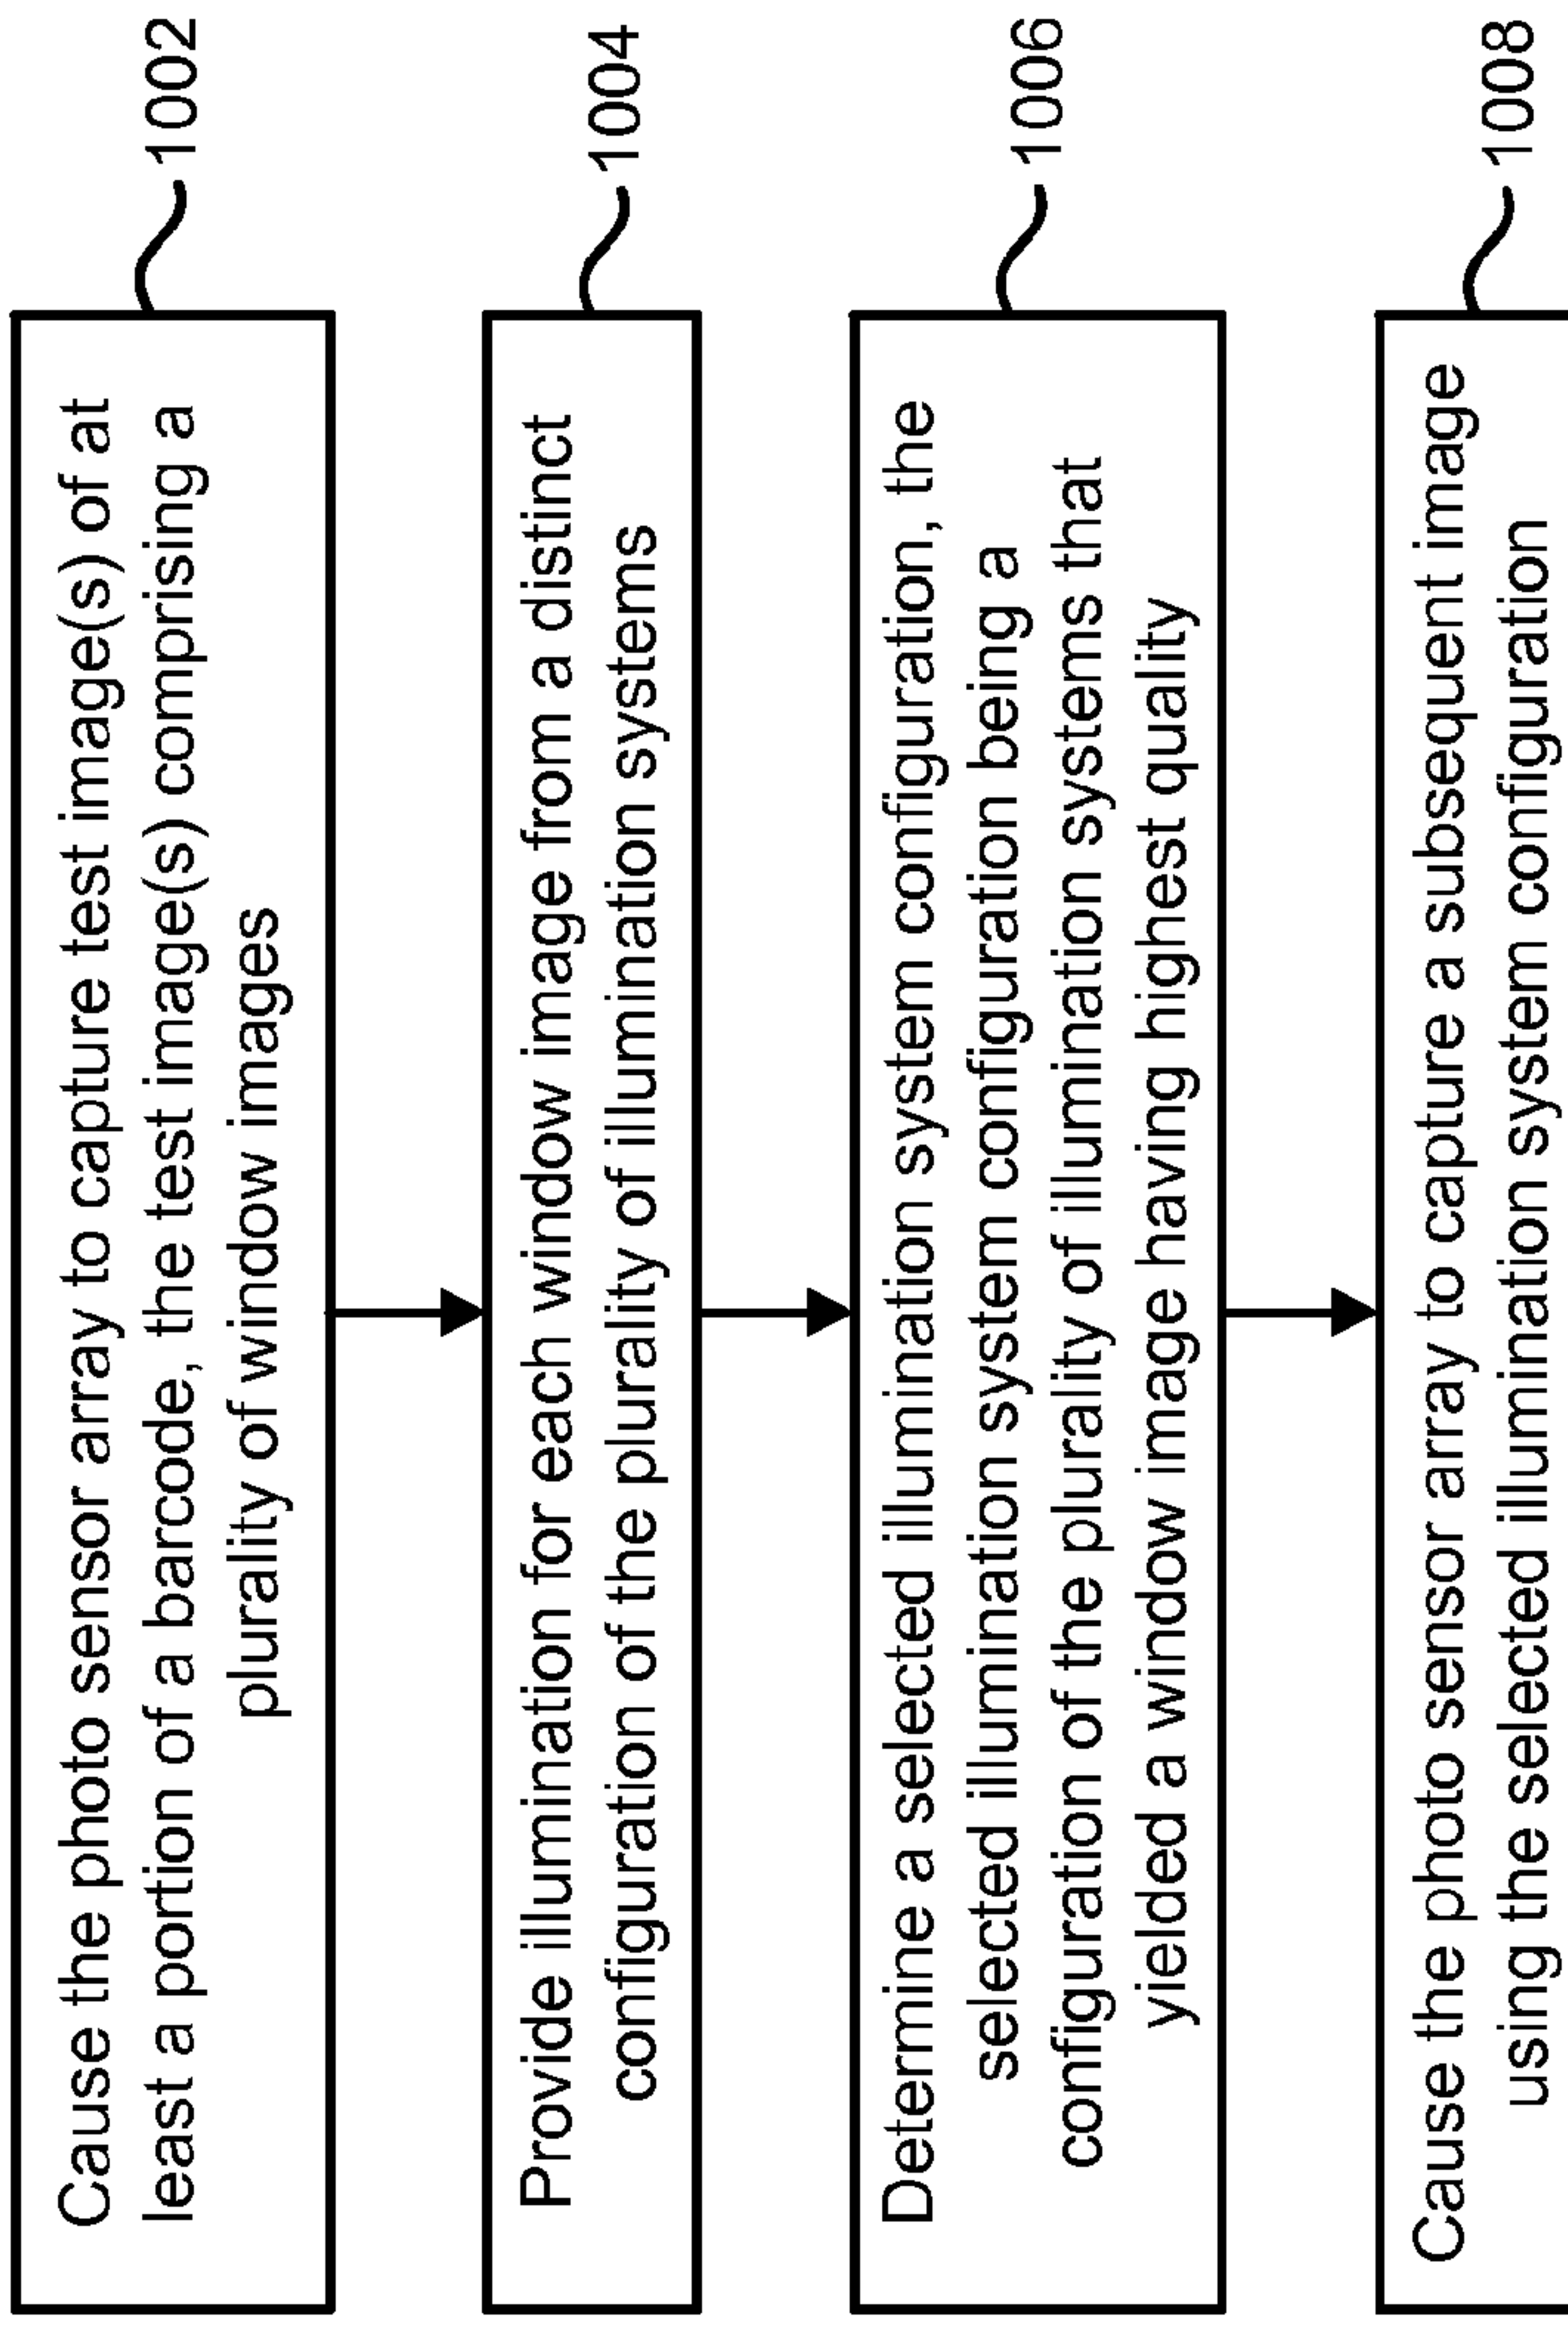 Cause the photo sensor array to capture test image(s) of at
least a portion of a barcode, the test image(s) comprising a
plurality of window images
1002
Provide illumination for each window image from a distinct
configuration of the plurality of illumination systems
1004
Determine a selected illumination system configuration, the
selected illumination system configuration being a
configuration of the plurality of illumination systems that
yielded a window image having highest quality
1006
Cause the photo sensor array to capture a subsequent image
using the selected illumination system configuration
1008